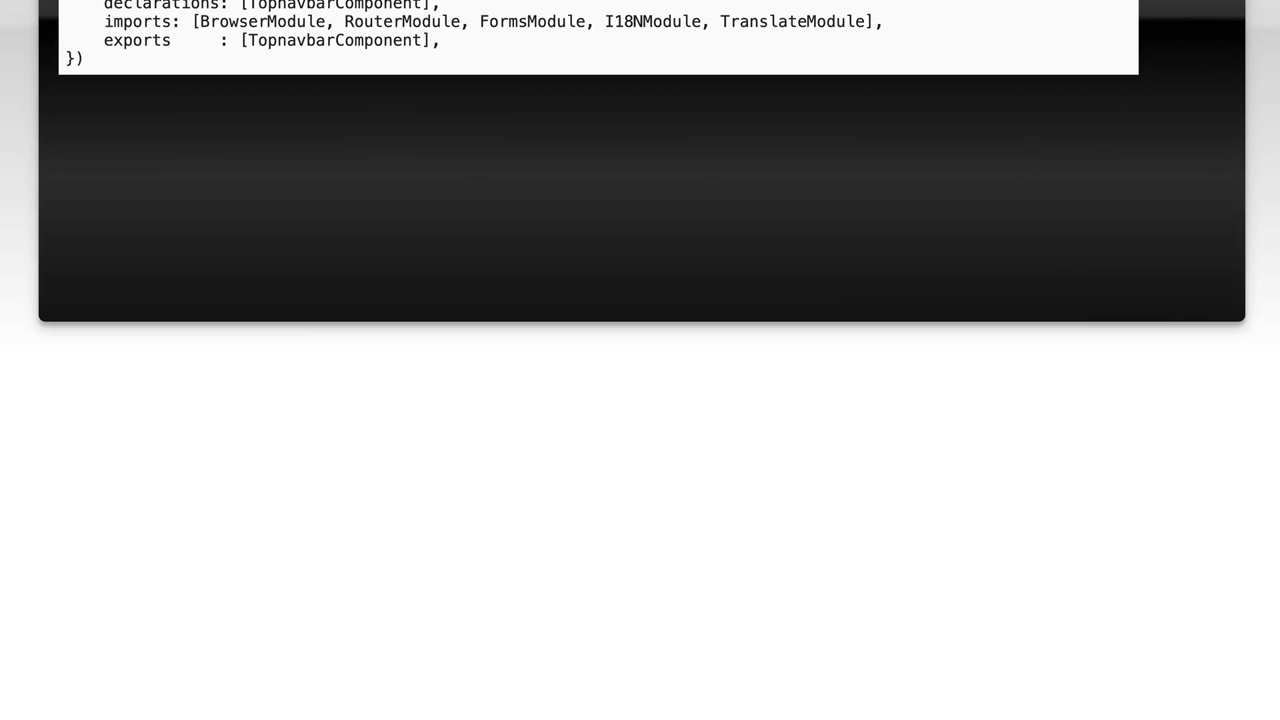 declarations: [TopnavbarComponent],
imports: [BrowserModule, RouterModule, FormsModule, I18NModule, TranslateModule],
exports     : [TopnavbarComponent],
})